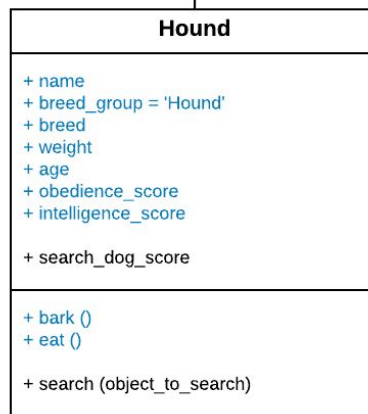 Hound
+ name
+ breed_group = 'Hound'
+ breed
+ weight
+ age
+ obedience_score
+ intelligence_score
+ search_dog_score
+ bark ()
+ eat ()
+ search (object_to_search)